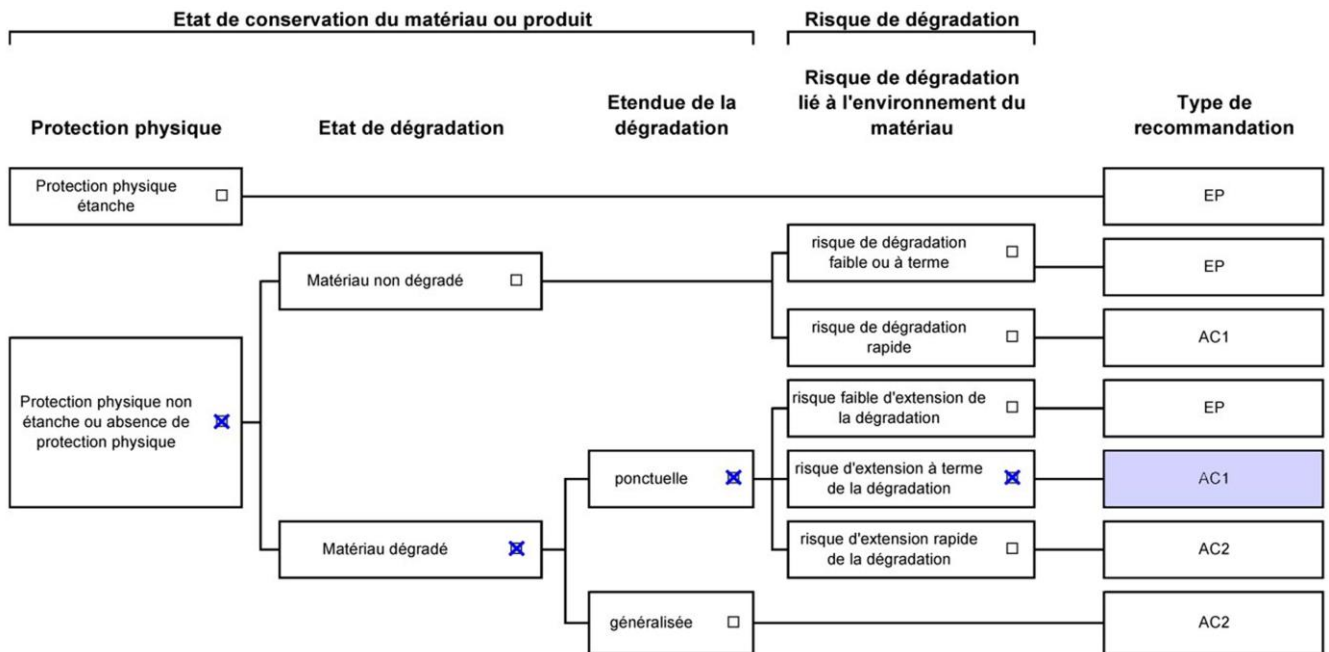 Etat de conservation du matériau ou produit
Risque de dégradation
Protection physique
Etat de dégradation
Etendue de la
dégradation
Risque de dégradation
lié à l'environnement du
matériau
Type de
recommandation
Protection physique
étanche
EP
risque de dégradation
faible ou à terme
EP
Matériau non dégradé
risque de dégradation
rapide
AC1
Protection physique non
étanche ou absence de
protection physique
risque faible d'extension de
la dégradation
EP
ponctuelle
risque d'extension à terme
de la dégradation
AC1
Matériau dégradé
risque d'extension rapide
de la dégradation
AC2
généralisée
AC2